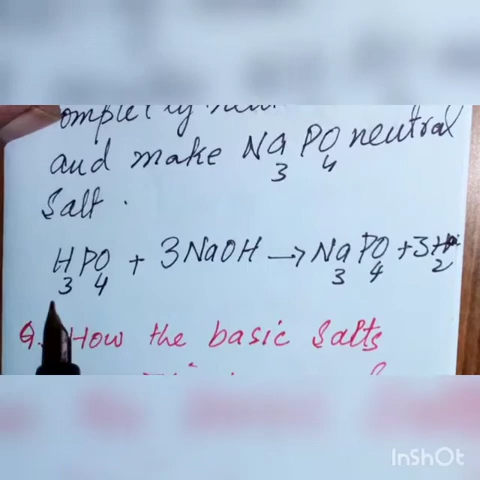 and make Na3PO4 neutral
Salt .
H3PO4 + 3NaOH → Na3PO4 + 3H2
Q. How the basic Salts
InShOt